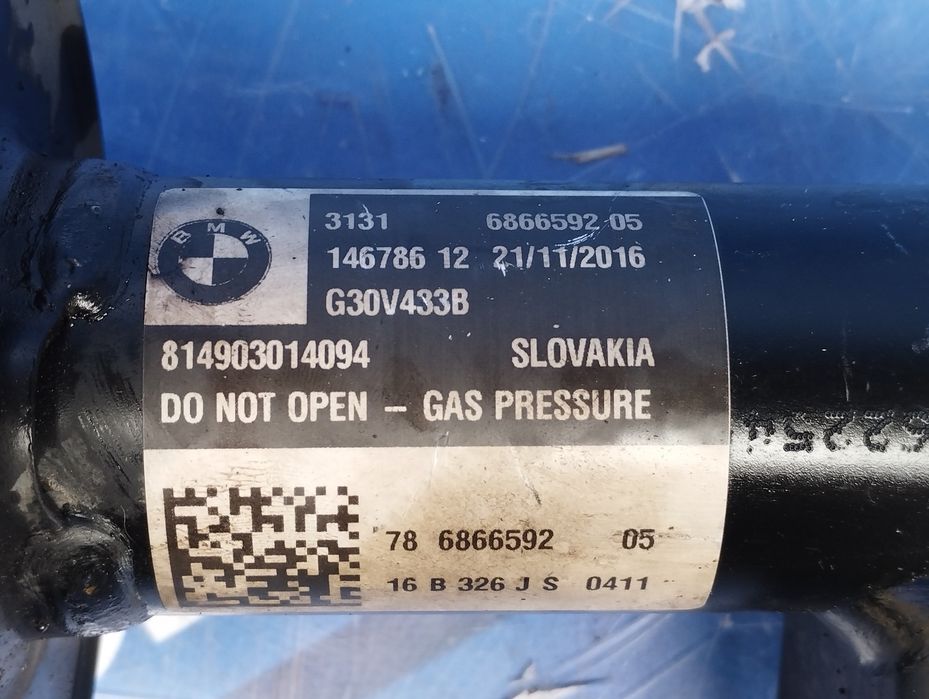 BMW
3131 6866592 05
146786 12 21/11/2016
G30V433B
814903014094 SLOVAKIA
DO NOT OPEN – GAS PRESSURE
78 6866592 05
16 B 326 J S 0411